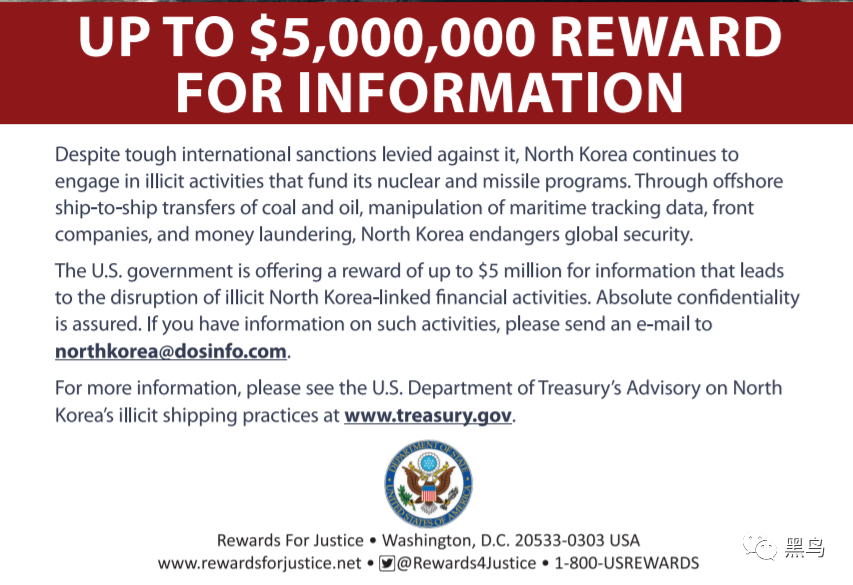 UP TO $5,000,000 REWARD
FOR INFORMATION
Despite tough international sanctions levied against it, North Korea continues to
engage in illicit activities that fund its nuclear and missile programs. Through offshore
ship-to-ship transfers of coal and oil, manipulation of maritime tracking data, front
companies, and money laundering, North Korea endangers global security.
The U.S. government is offering a reward of up to $5 million for information that leads
to the disruption of illicit North Korea-linked financial activities. Absolute confidentiality
is assured. If you have information on such activities, please send an e-mail to
northkorea@dosinfo.com.
For more information, please see the U.S. Department of Treasury’s Advisory on North
Korea’s illicit shipping practices at www.treasury.gov.
DEPARTMENT OF STATE
UNITED STATES OF AMERICA
Rewards For Justice • Washington, D.C. 20533-0303 USA
www.rewardsforjustice.net • @Rewards4Justice • 1-800-USREWARDS
黑鸟